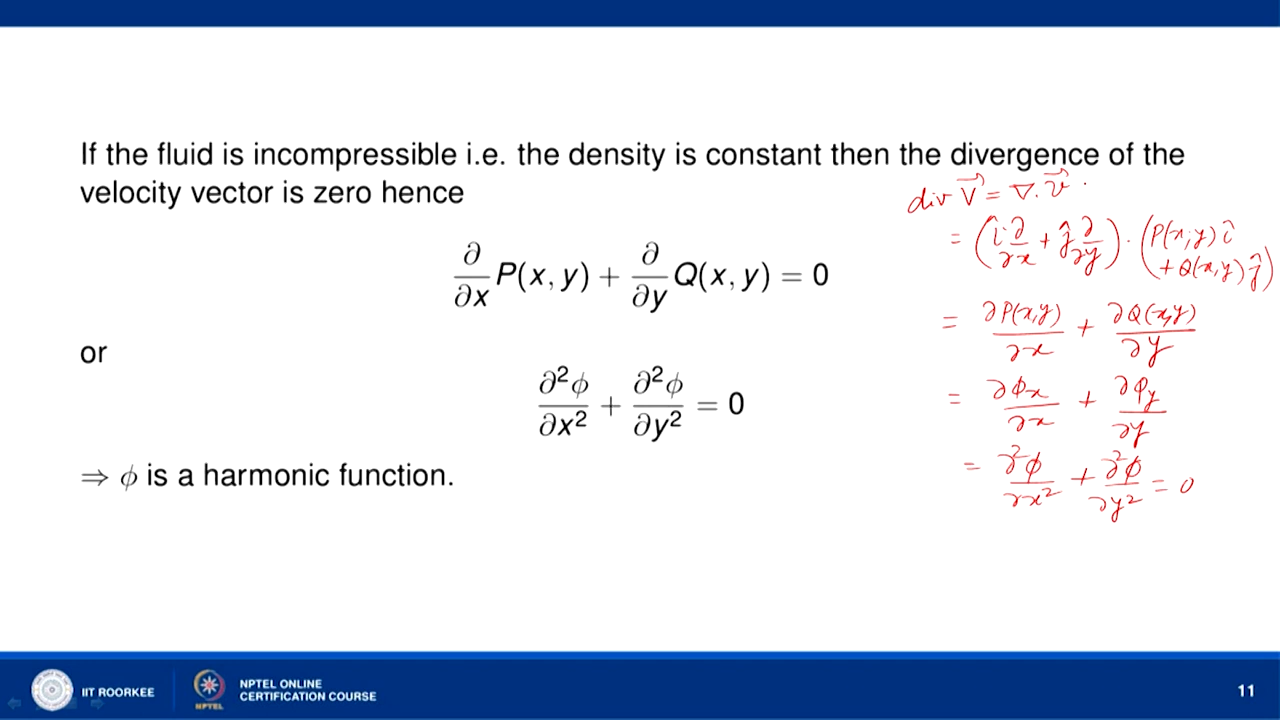 If the fluid is incompressible i.e. the density is constant then the divergence of the
velocity vector is zero hence
∂/∂x P(x, y) + ∂/∂y Q(x, y) = 0
or
∂²ϕ/∂x² + ∂²ϕ/∂y² = 0
⇒ ϕ is a harmonic function.
div V⃗ = ∇. v⃗.
= (î ∂/∂x + ĵ ∂/∂y) · (P(x,y) î
+ Q(x,y) ĵ)
= ∂P(x,y)/∂x + ∂Q(x,y)/∂y
= ∂ϕx/∂x + ∂ϕy/∂y
= ∂²ϕ/∂x² + ∂²ϕ/∂y² = 0
IIT ROORKEE
NPTEL
NPTEL ONLINE
CERTIFICATION COURSE
11